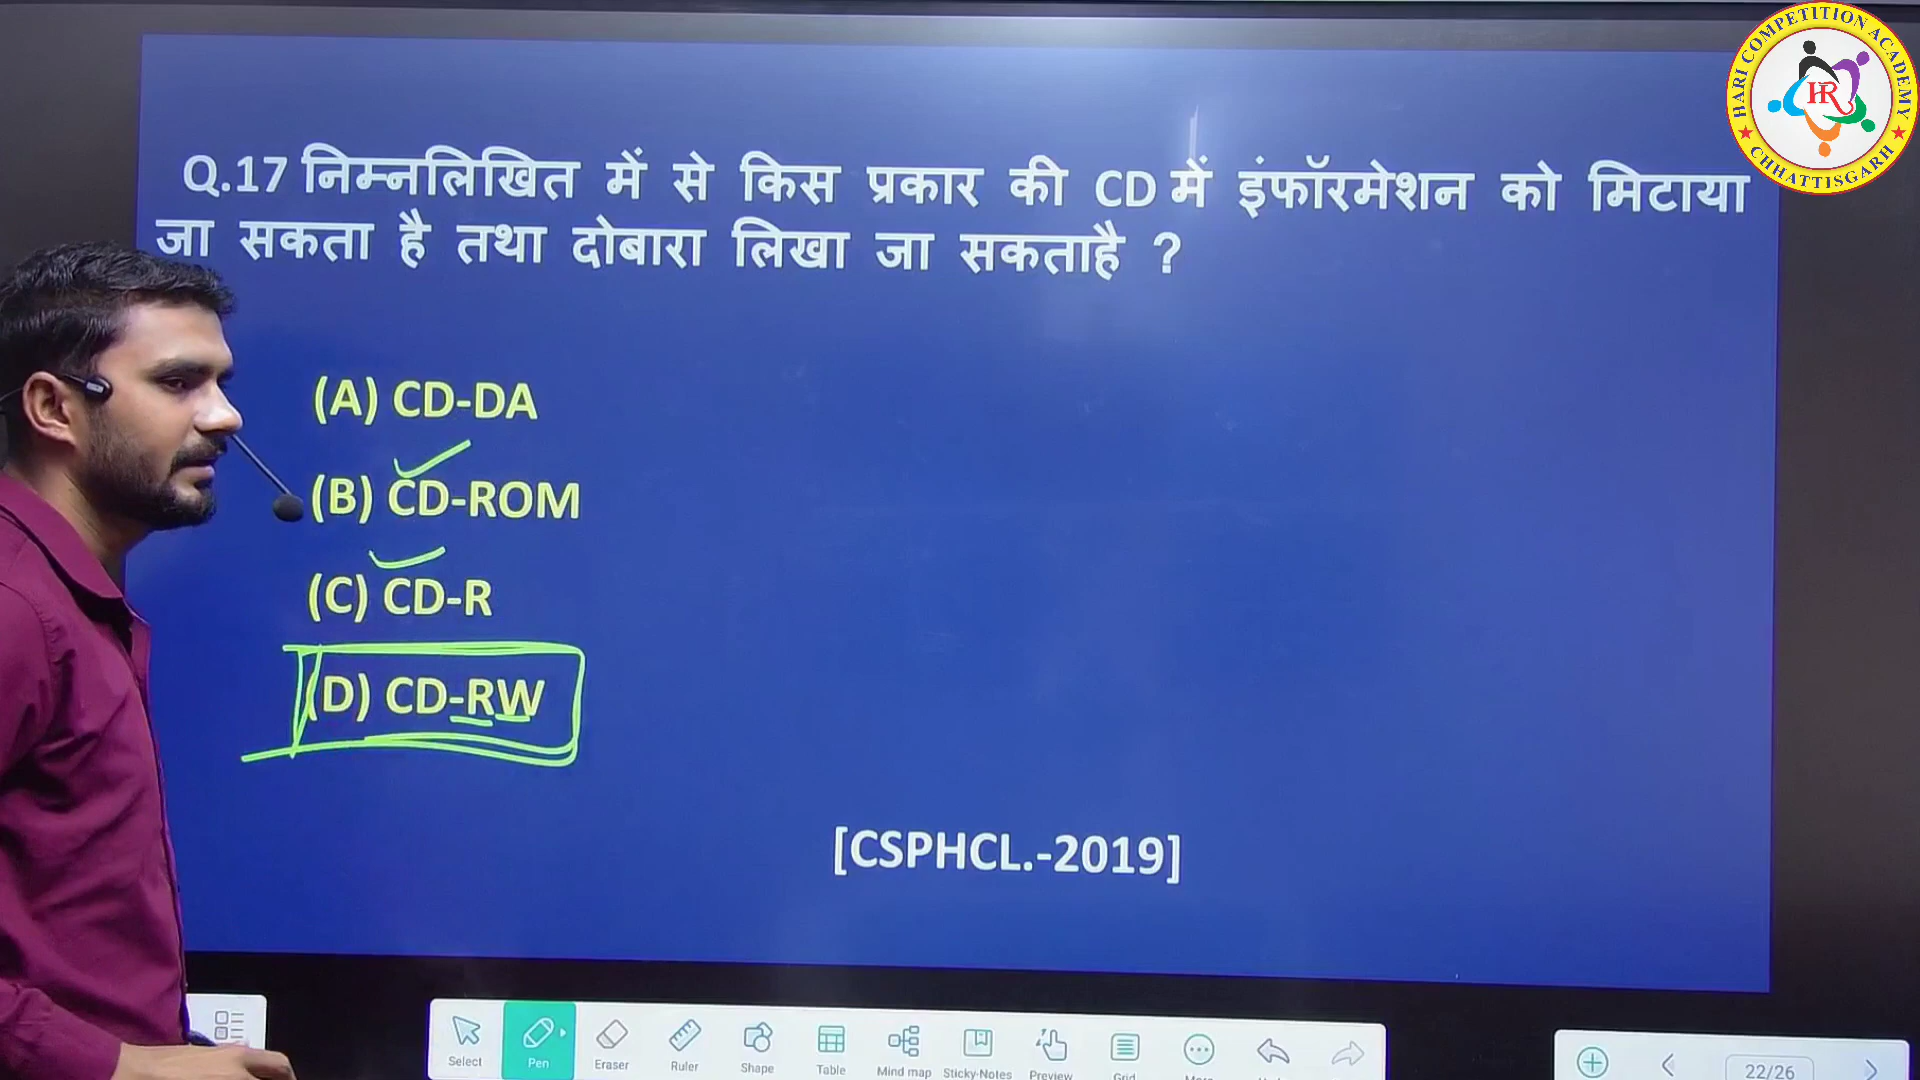 HARI COMPETITION ACADEMY
HR
CHHATTISGARH
Q.17 निम्नलिखित में से किस प्रकार की CD में इंफॉरमेशन को मिटाया
जा सकता है तथा दोबारा लिखा जा सकताहै ?
(A) CD-DA
(B) CD-ROM
(C) CD-R
(D) CD-RW
[CSPHCL.-2019]
Select Pen Eraser Ruler Shape Table Mind map Sticky-Notes Preview Grid
22/26